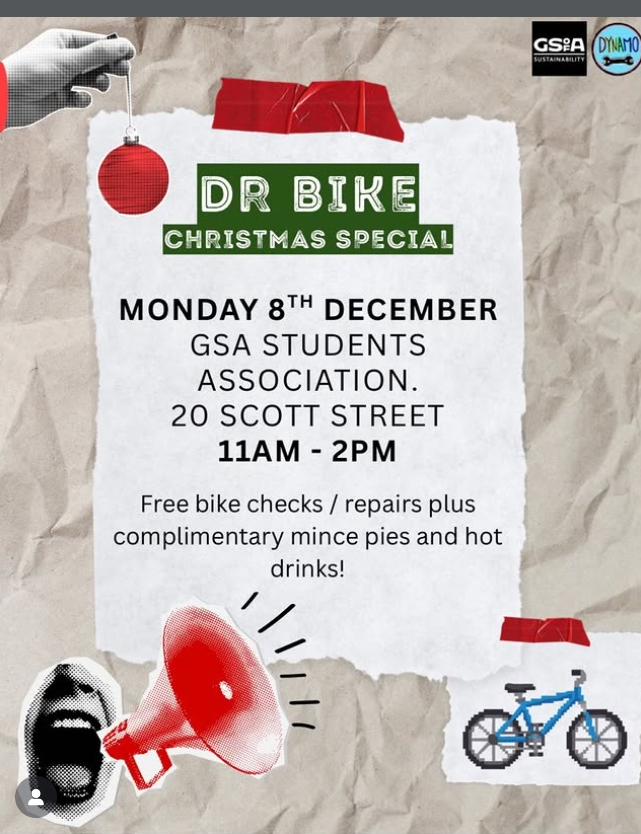 GSofA
SUSTAINABILITY
DYNAMO
DR BIKE
CHRISTMAS SPECIAL
MONDAY 8TH DECEMBER
GSA STUDENTS
ASSOCIATION.
20 SCOTT STREET
11AM - 2PM
Free bike checks / repairs plus
complimentary mince pies and hot
drinks!